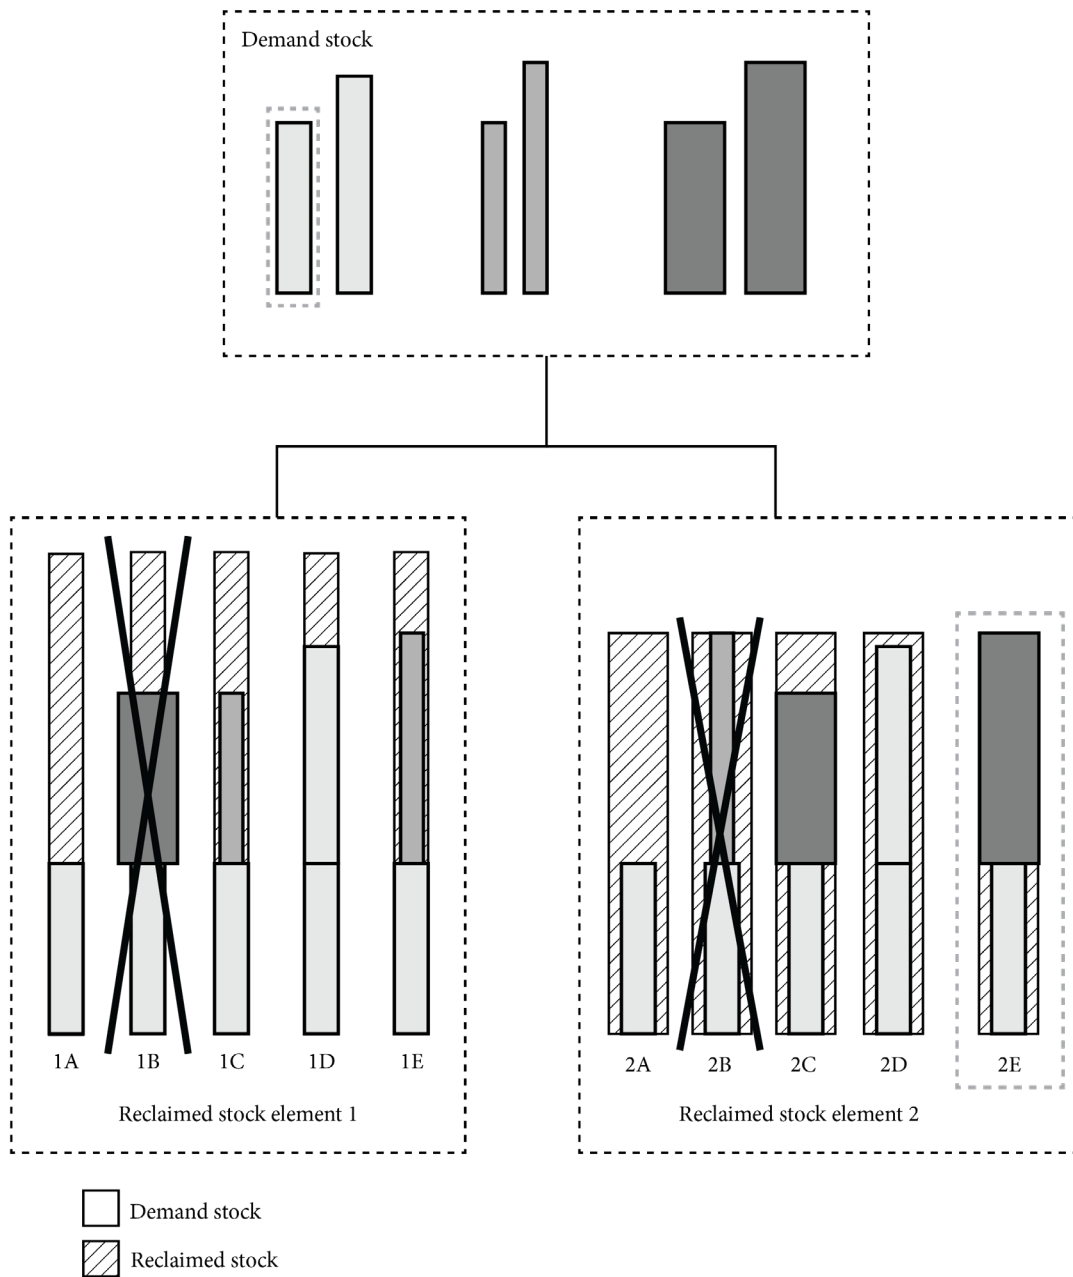 Demand stock
1A 1B 1C 1D 1E
Reclaimed stock element 1
2A 2B 2C 2D 2E
Reclaimed stock element 2
Demand stock
Reclaimed stock